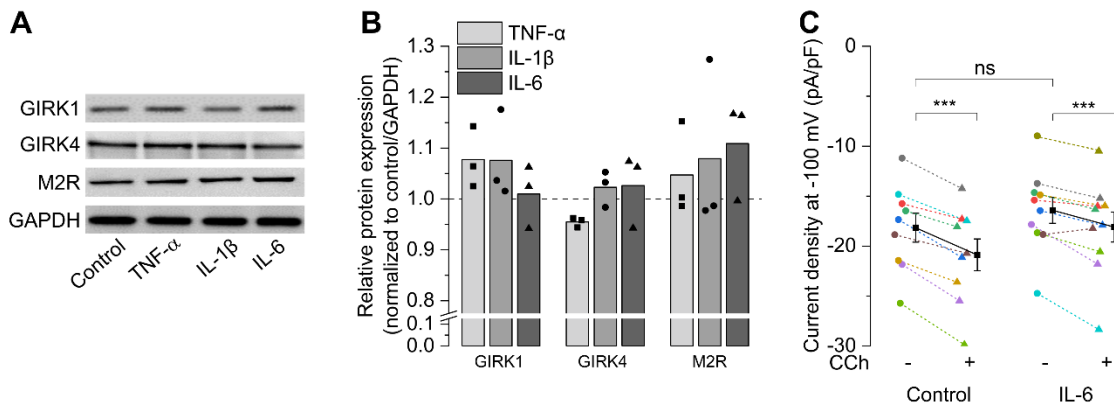 A
GIRK1
GIRK4
M2R
GAPDH
Control
TNF-α
IL-1β
IL-6
B
TNF-α
IL-1β
IL-6
Relative protein expression
(normalized to control/GAPDH)
1.3
1.2
1.1
1.0
0.9
0.8
0.1
0.0
GIRK1
GIRK4
M2R
C
Current density at -100 mV (pA/pF)
0
-10
-20
-30
ns
***
***
CCh - + - +
Control IL-6